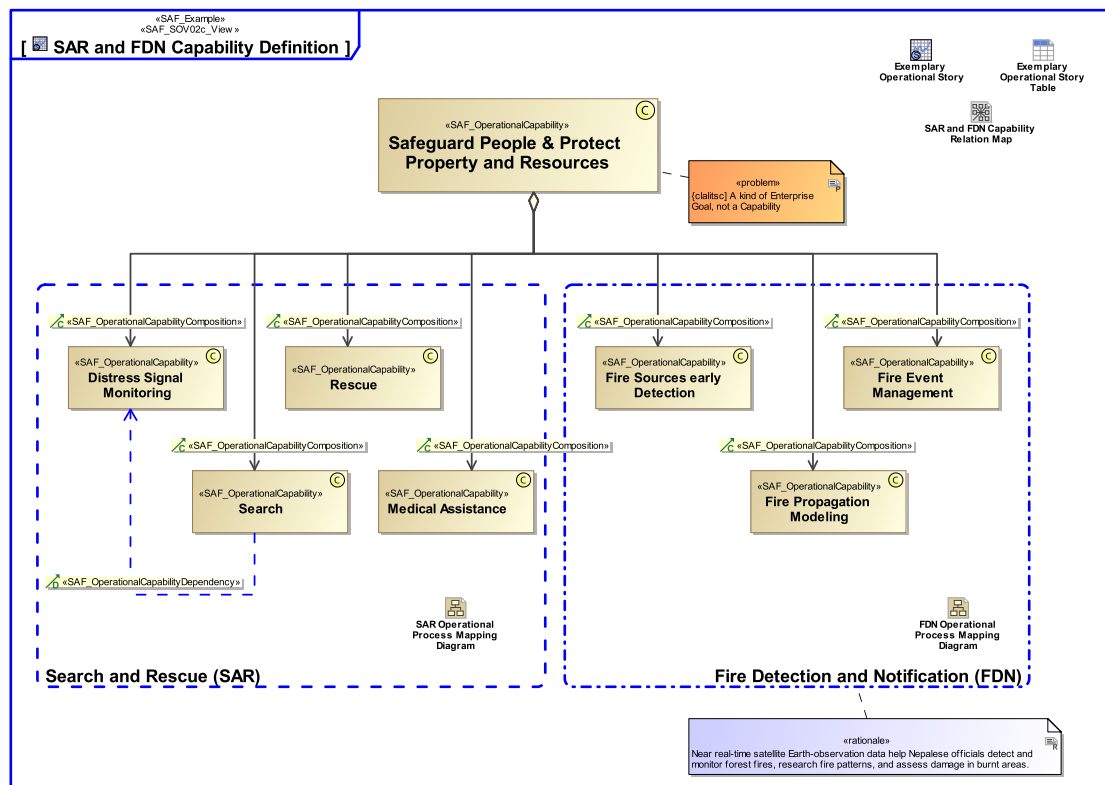 «SAF_Example»
«SAF_SOV02c_View »
[ SAR and FDN Capability Definition ]
Exemplary
Operational Story
Exemplary
Operational Story
Table
SAR and FDN Capability
Relation Map
C
«SAF_OperationalCapability»
Safeguard People & Protect
Property and Resources
«problem»
{clalitsc} A kind of Enterprise
Goal, not a Capability
«SAF_OperationalCapabilityComposition»
«SAF_OperationalCapabilityComposition»
«SAF_OperationalCapabilityComposition»
«SAF_OperationalCapabilityComposition»
C
«SAF_OperationalCapability»
Distress Signal
Monitoring
C
«SAF_OperationalCapability»
Rescue
C
«SAF_OperationalCapability»
Fire Sources early
Detection
C
«SAF_OperationalCapability»
Fire Event
Management
«SAF_OperationalCapabilityComposition»
«SAF_OperationalCapabilityComposition»
«SAF_OperationalCapabilityComposition»
C
«SAF_OperationalCapability»
Search
C
«SAF_OperationalCapability»
Medical Assistance
C
«SAF_OperationalCapability»
Fire Propagation
Modeling
«SAF_OperationalCapabilityDependency»
SAR Operational
Process Mapping
Diagram
FDN Operational
Process Mapping
Diagram
Search and Rescue (SAR)
Fire Detection and Notification (FDN)
«rationale»
Near real-time satellite Earth-observation data help Nepalese officials detect and
monitor forest fires, research fire patterns, and assess damage in burnt areas.